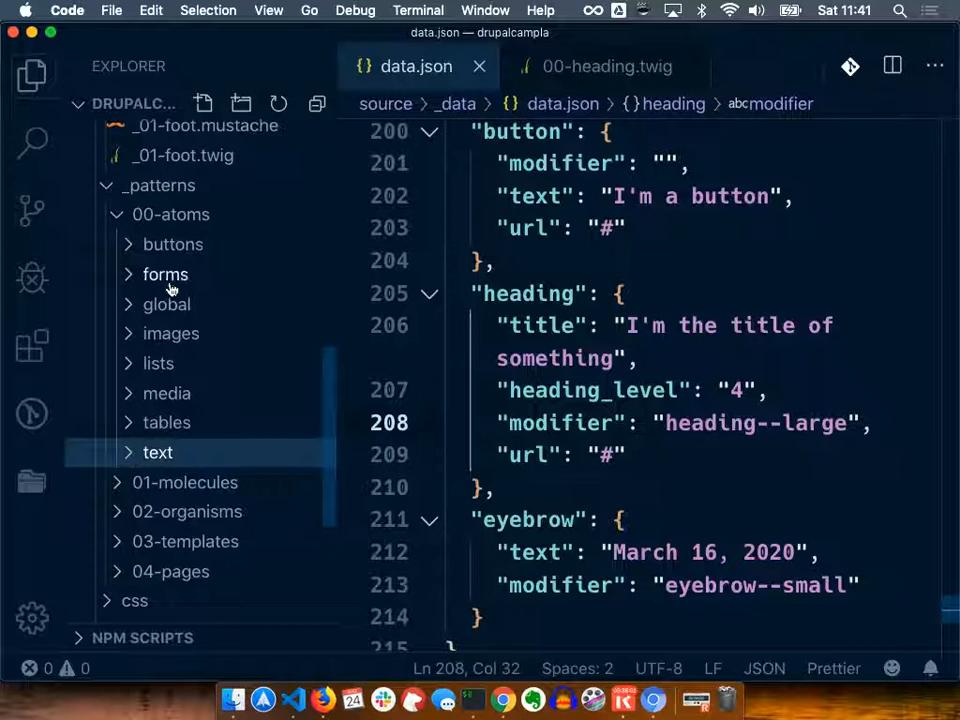 Code File Edit Selection View Go Debug Terminal Window Help Sat 11:41
data.json — drupalcampla
EXPLORER
{} data.json × 00-heading.twig ...
DRUPALC...
source > _data > {} data.json > {} heading > abc modifier
_01-foot.mustache
_01-foot.twig
_patterns
00-atoms
buttons
forms
global
images
lists
media
tables
text
01-molecules
02-organisms
03-templates
04-pages
css
NPM SCRIPTS
200 "button": {
201 "modifier": "",
202 "text": "I'm a button",
203 "url": "#"
204 },
205 "heading": {
206 "title": "I'm the title of
something",
207 "heading_level": "4",
208 "modifier": "heading--large",
209 "url": "#"
210 },
211 "eyebrow": {
212 "text": "March 16, 2020",
213 "modifier": "eyebrow--small"
214 }
215 }
0 0 Ln 208, Col 32 Spaces: 2 UTF-8 LF JSON Prettier